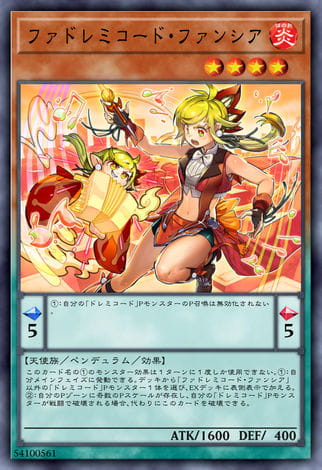 ファドレミコード・ファンシア
ほのお
炎
①:自分の「ドレミコード」PモンスターのP召喚は無効化されない。
5
5
【天使族／ペンデュラム／効果】
このカード名の①のモンスター効果は１ターンに１度しか使用できない。①:自
分メインフェイズに発動できる。デッキから「ファドレミコード・ファンシア」
以外の「ドレミコード」Pモンスター１体を選び、EXデッキに表側表示で加える。
②:自分のPゾーンに奇数のPスケールが存在し、自分の「ドレミコード」Pモンス
ターが戦闘で破壊される場合、代わりにこのカードを破壊できる。
ATK/1600 DEF/ 400
54100561